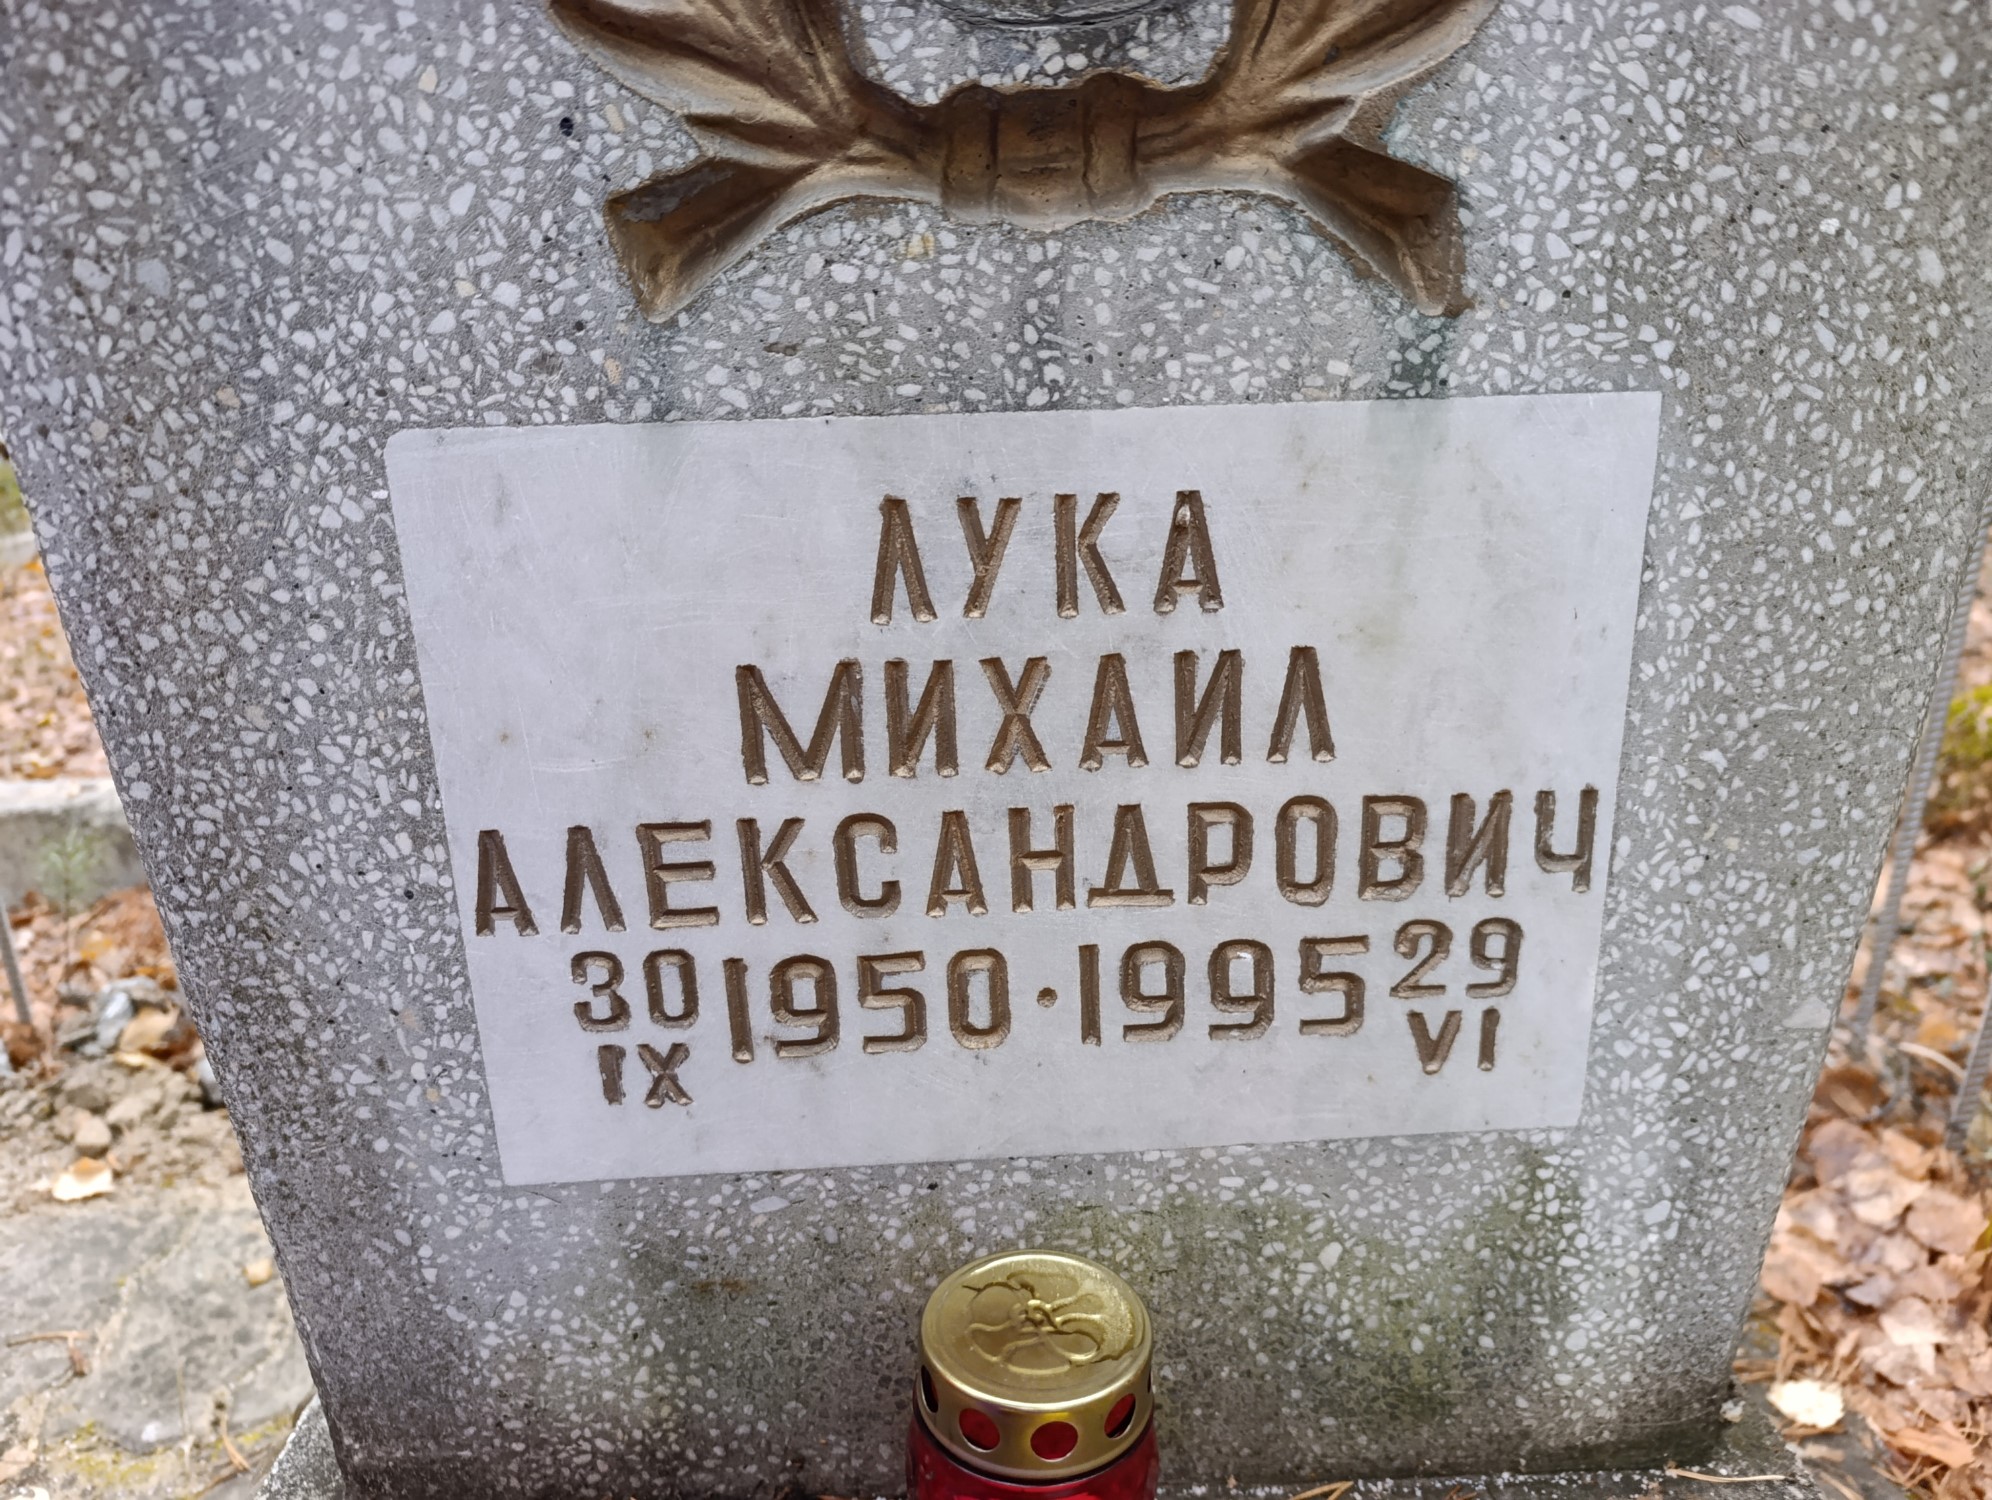 ЛУКА
МИХАИЛ
АЛЕКСАНДРОВИЧ
30 IX 1950 · 1995 29 VI